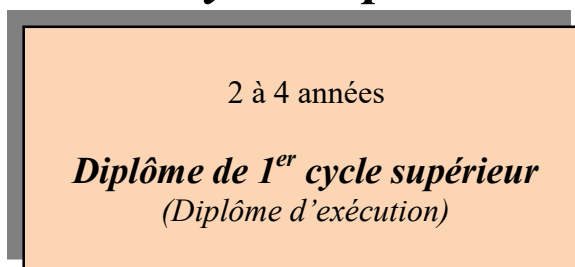 2 à 4 années
Diplôme de 1er cycle supérieur
(Diplôme d'exécution)